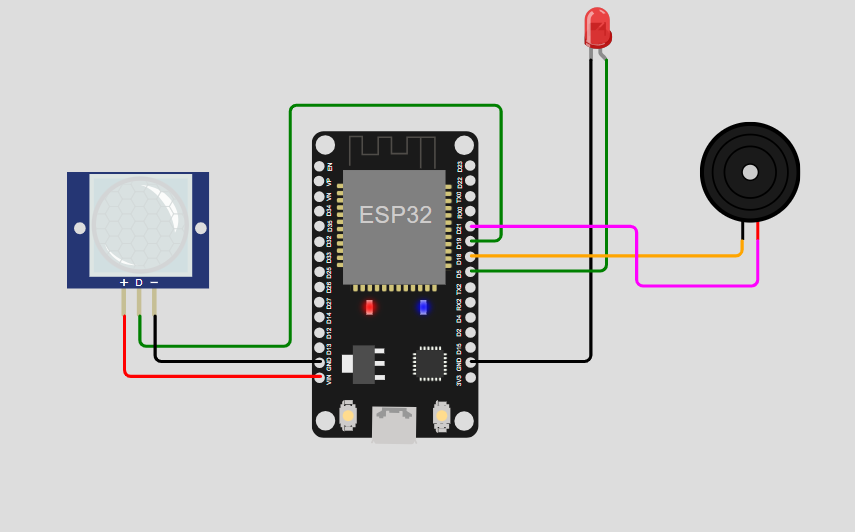 ESP32
EN
VP
VN
D34
D35
D32
D33
D25
D26
D27
D14
D12
D13
GND
VIN
D23
D22
TX0
RX0
D21
D19
D18
D5
TX2
RX2
D4
D2
D15
GND
3V3
+ D −